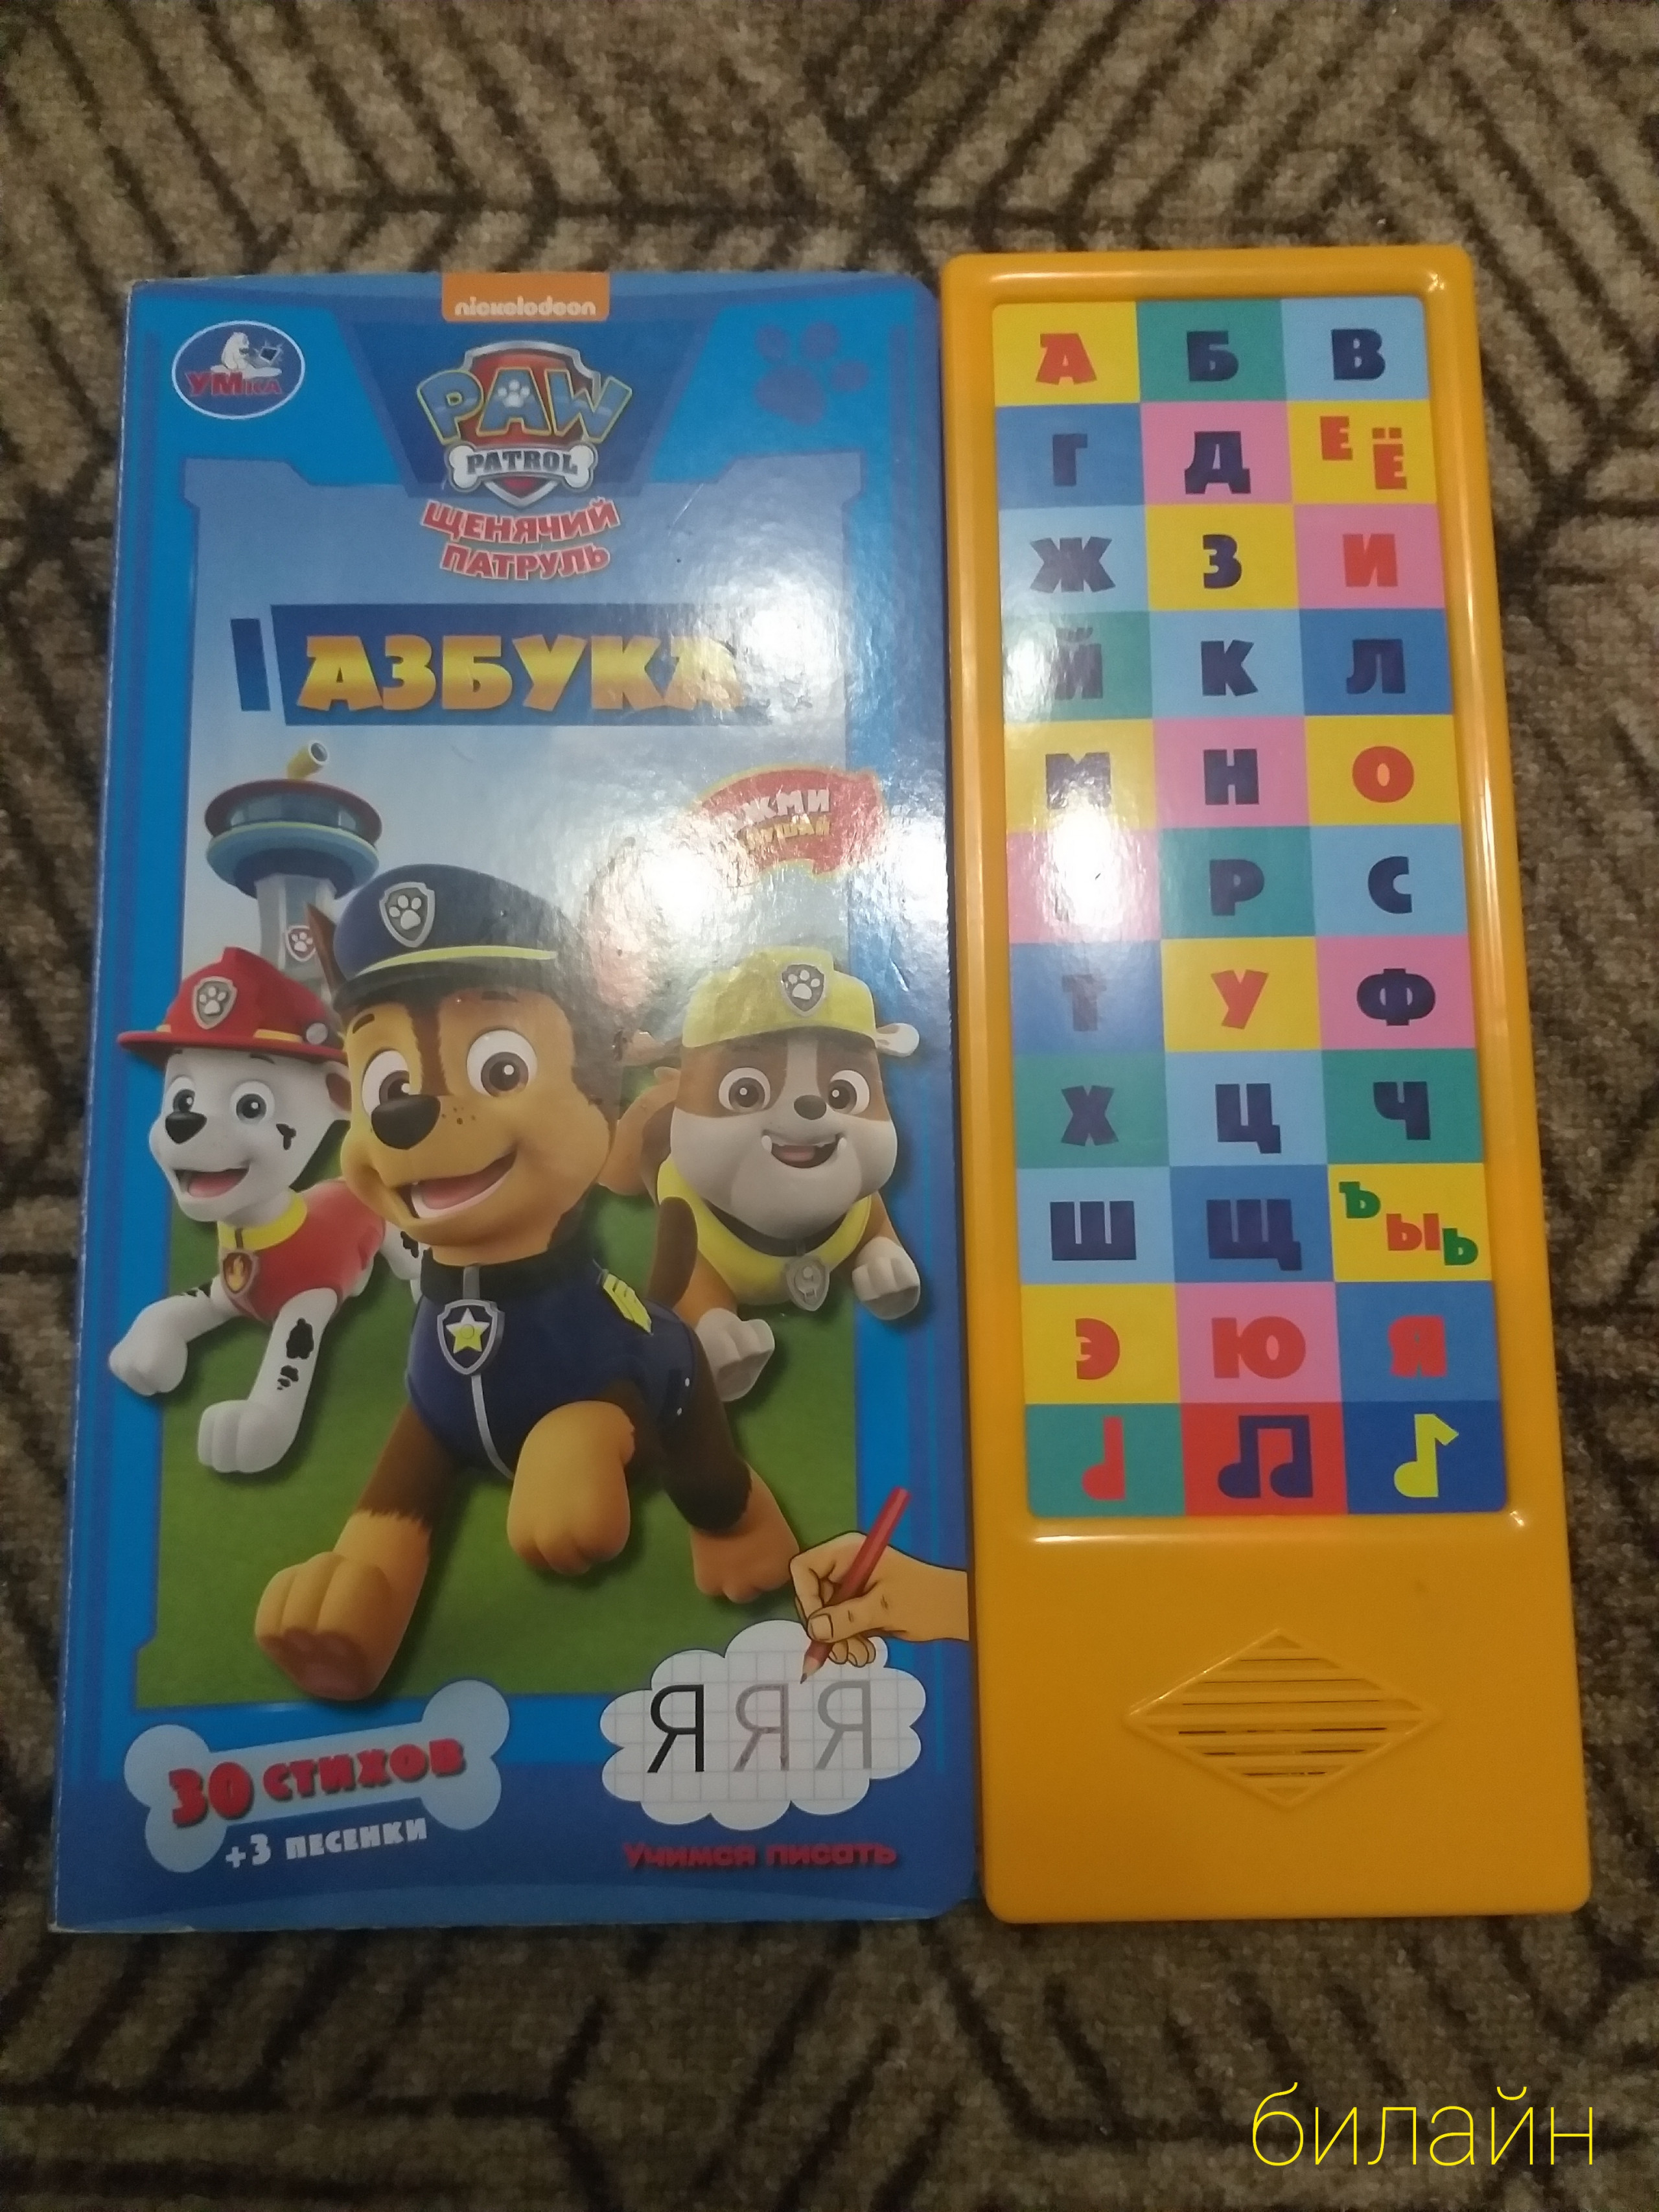 nickelodeon
УМКА
PAW
PATROL
ЩЕНЯЧИЙ
ПАТРУЛЬ
АЗБУКА
30 СТИХОВ
+3 ПЕСЕНКИ
Я Я Я
Учимся писать
А Б В
Г Д Е Ё
Ж З И
Й К Л
М Н О
Р С
Т У Ф
Х Ц Ч
Ш Щ Ъ Ы Ь
Э Ю Я
билайн